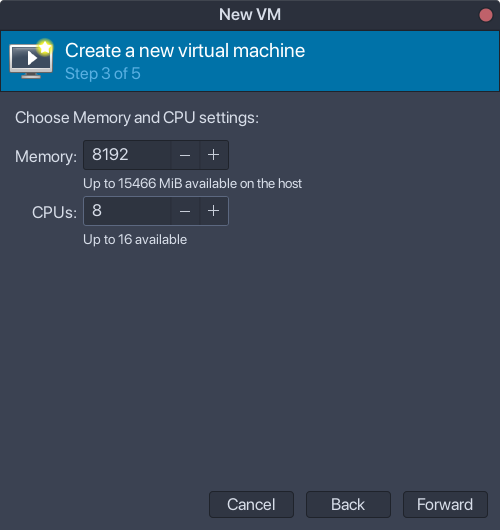 New VM
Create a new virtual machine
Step 3 of 5
Choose Memory and CPU settings:
Memory: 8192 − +
Up to 15466 MiB available on the host
CPUs: 8 − +
Up to 16 available
Cancel Back Forward